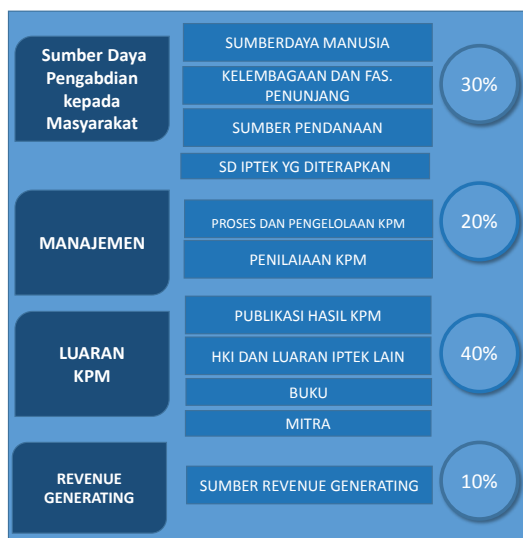 Sumber Daya
Pengabdian
kepada
Masyarakat
SUMBERDAYA MANUSIA
KELEMBAGAAN DAN FAS.
PENUNJANG
SUMBER PENDANAAN
SD IPTEK YG DITERAPKAN
30%
MANAJEMEN
PROSES DAN PENGELOLAAN KPM
PENILAIAAN KPM
20%
LUARAN
KPM
PUBLIKASI HASIL KPM
HKI DAN LUARAN IPTEK LAIN
BUKU
MITRA
40%
REVENUE
GENERATING
SUMBER REVENUE GENERATING
10%